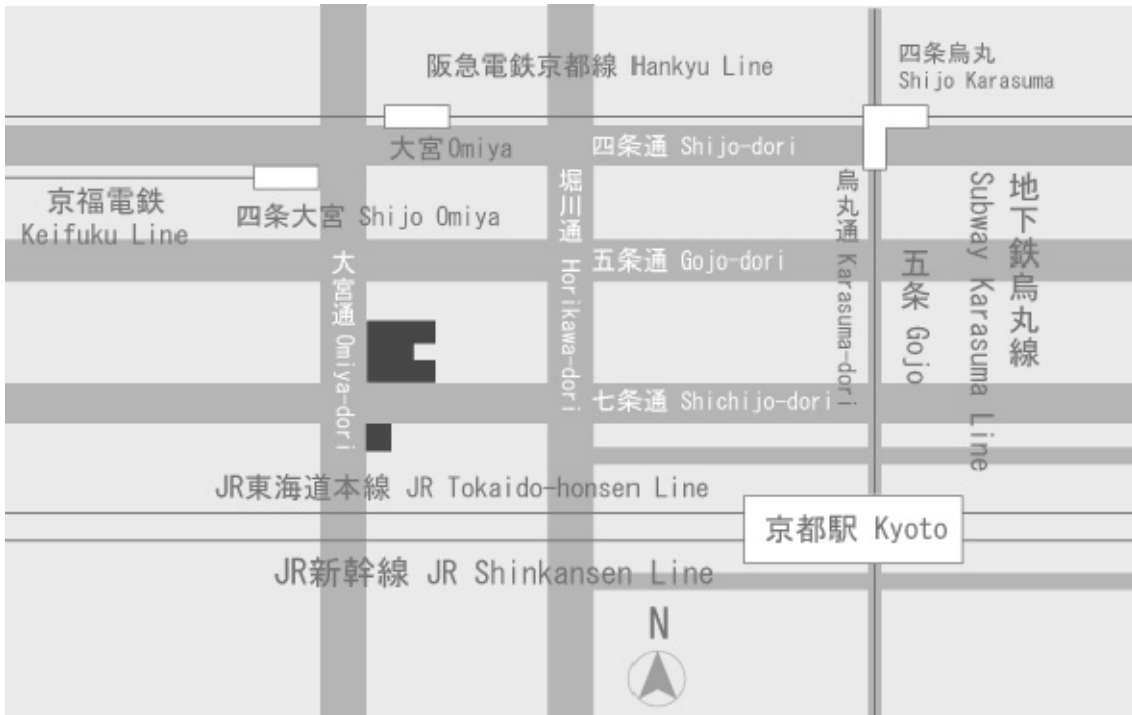 阪急電鉄京都線 Hankyu Line
四条烏丸
Shijo Karasuma
大宮 Omiya
四条通 Shijo-dori
京福電鉄
Keifuku Line
四条大宮 Shijo Omiya
堀川通 Horikawa-dori
烏丸通 Karasuma-dori
地下鉄烏丸線
Subway Karasuma Line
大宮通 Omiya-dori
五条通 Gojo-dori
五条 Gojo
七条通 Shichijo-dori
JR東海道本線 JR Tokaido-honsen Line
京都駅 Kyoto
JR新幹線 JR Shinkansen Line
N